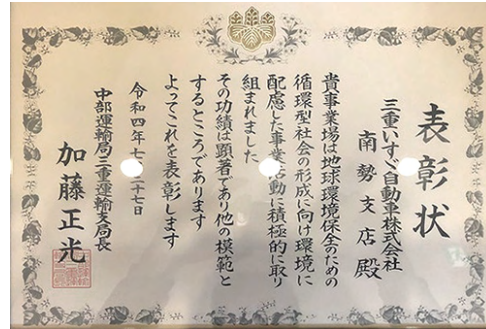 表彰状
三重いすゞ自動車株式会社
南勢支店殿
貴事業場は地球環境保全のための
循環型社会の形成に向け環境に
配慮した事業活動に積極的に取り
組まれました
その功績は顕著であり他の模範と
するところであります
よってこれを表彰します
令和四年七月二十七日
中部運輸局三重運輸支局長
加藤正光